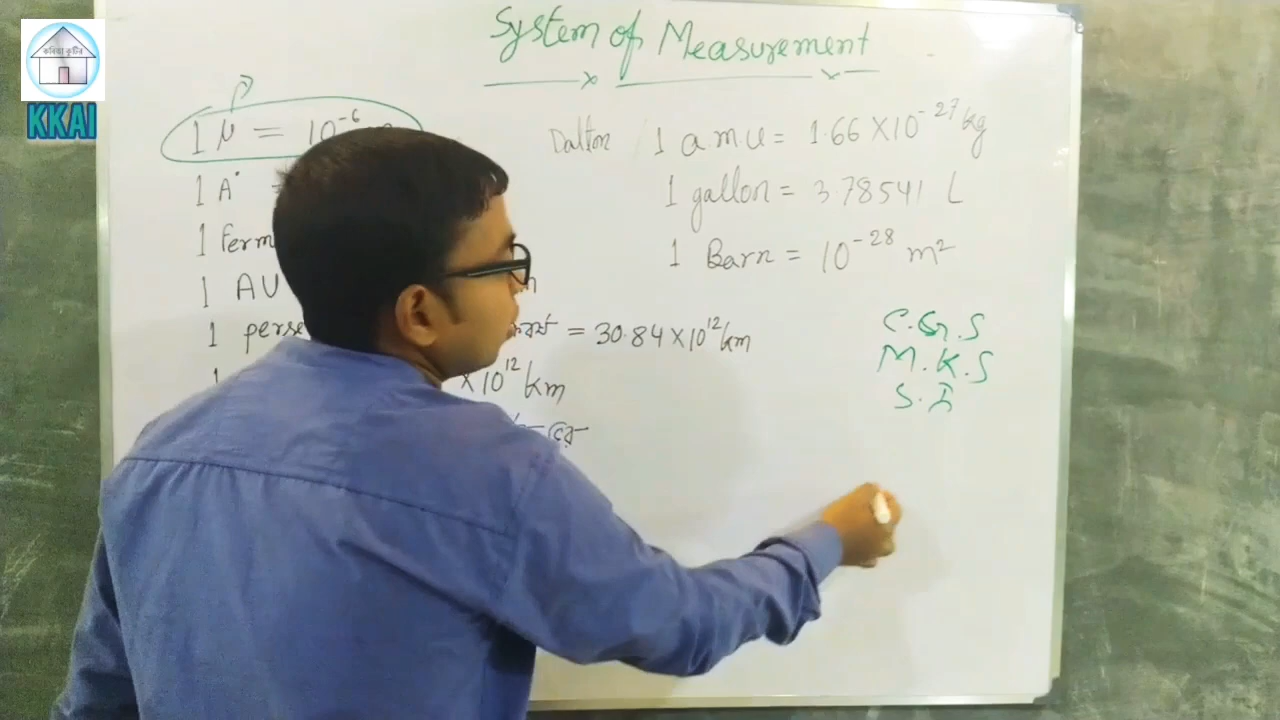 কবিতা কুটির
KKAI
System of Measurement
1 μ = 10⁻⁶
1 A°
1 Ferm
1 AU
1 perse = 30.84 × 10¹² km
1 × 10¹² km
Dalton 1 a m u = 1.66 × 10⁻²⁷ kg
1 gallon = 3.78541 L
1 Barn = 10⁻²⁸ m²
C.G.S
M.K.S
S.I